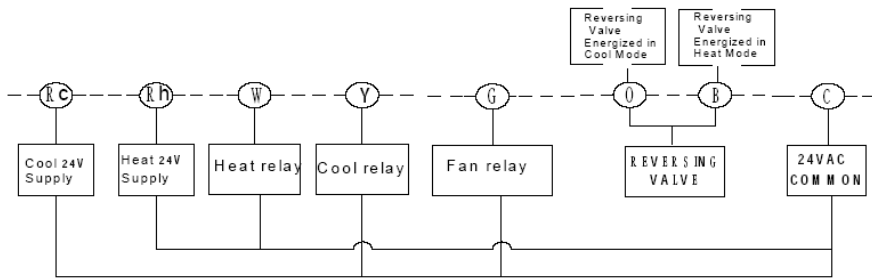 Reversing
Valve
Energized in
Cool Mode
Reversing
Valve
Energized in
Heat Mode
Rc
Rh
W
Y
G
O
B
C
Cool 24V
Supply
Heat 24V
Supply
Heat relay
Cool relay
Fan relay
REVERSING
VALVE
24VAC
COMMON